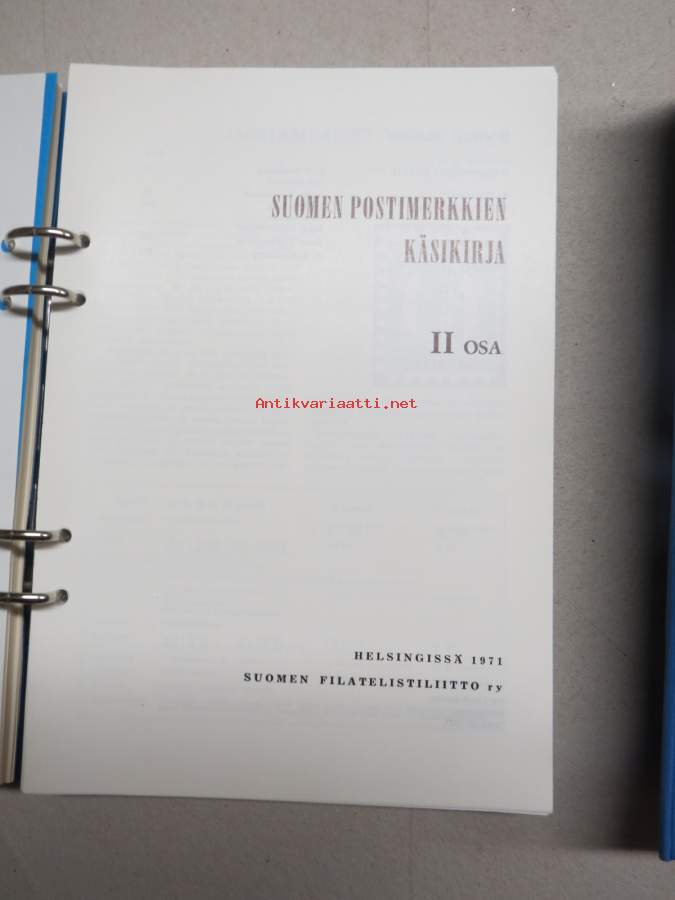 SUOMEN POSTIMERKKIEN
KÄSIKIRJA
II OSA
Antikvariaatti.net
HELSINGISSÄ 1971
SUOMEN FILATELISTILIITTO ry